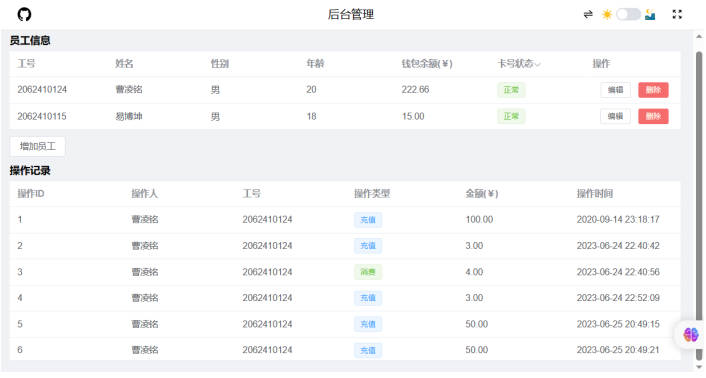 后台管理
员工信息
工号 姓名 性别 年龄 钱包余额(¥) 卡号状态 操作
2062410124 曹凌铭 男 20 222.66 正常 编辑 删除
2062410115 易博坤 男 18 15.00 正常 编辑 删除
增加员工
操作记录
操作ID 操作人 工号 操作类型 金额(¥) 操作时间
1 曹凌铭 2062410124 充值 100.00 2020-09-14 23:18:17
2 曹凌铭 2062410124 充值 3.00 2023-06-24 22:40:42
3 曹凌铭 2062410124 消费 4.00 2023-06-24 22:40:56
4 曹凌铭 2062410124 充值 3.00 2023-06-24 22:52:09
5 曹凌铭 2062410124 充值 50.00 2023-06-25 20:49:15
6 曹凌铭 2062410124 充值 50.00 2023-06-25 20:49:21